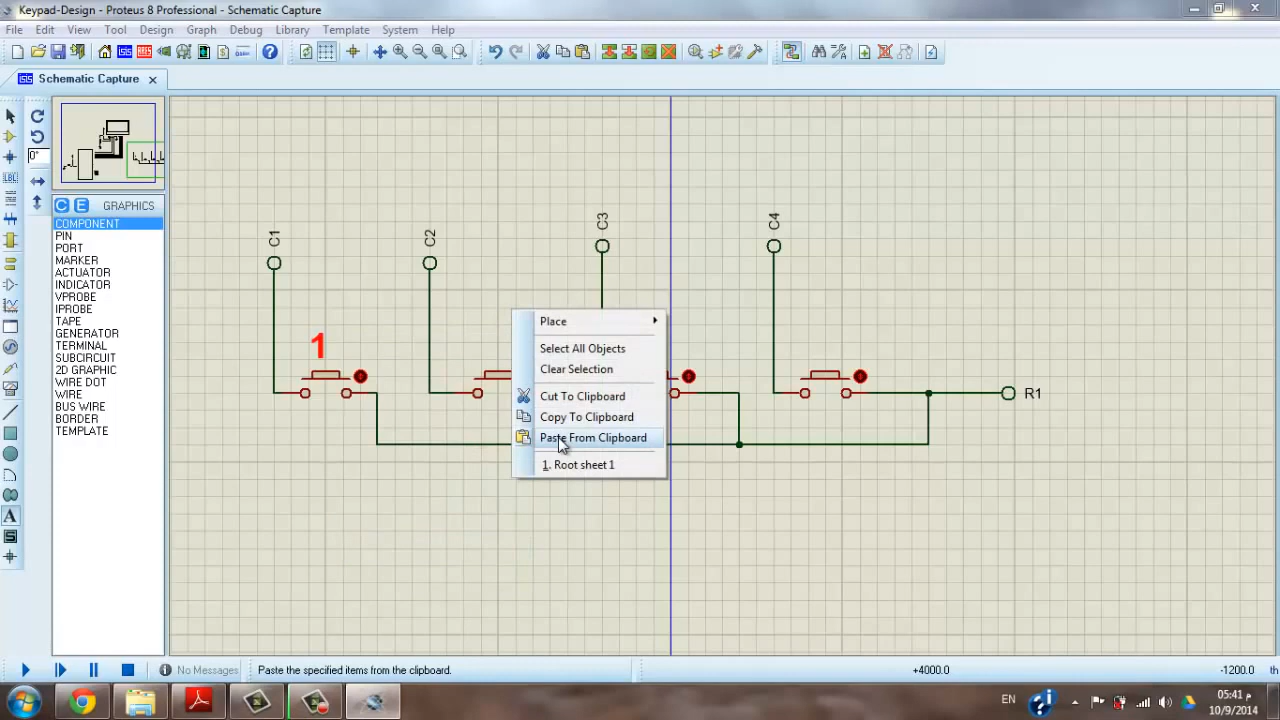 Keypad-Design - Proteus 8 Professional - Schematic Capture
File Edit View Tool Design Graph Debug Library Template System Help
Schematic Capture
0°
C E GRAPHICS
COMPONENT
PIN
PORT
MARKER
ACTUATOR
INDICATOR
VPROBE
IPROBE
TAPE
GENERATOR
TERMINAL
SUBCIRCUIT
2D GRAPHIC
WIRE DOT
WIRE
BUS WIRE
BORDER
TEMPLATE
C1
C2
C3
C4
1
R1
Place
Select All Objects
Clear Selection
Cut To Clipboard
Copy To Clipboard
Paste From Clipboard
1. Root sheet 1
No Messages
Paste the specified items from the clipboard.
+4000.0
-1200.0
th
EN
05:41 م
10/9/2014